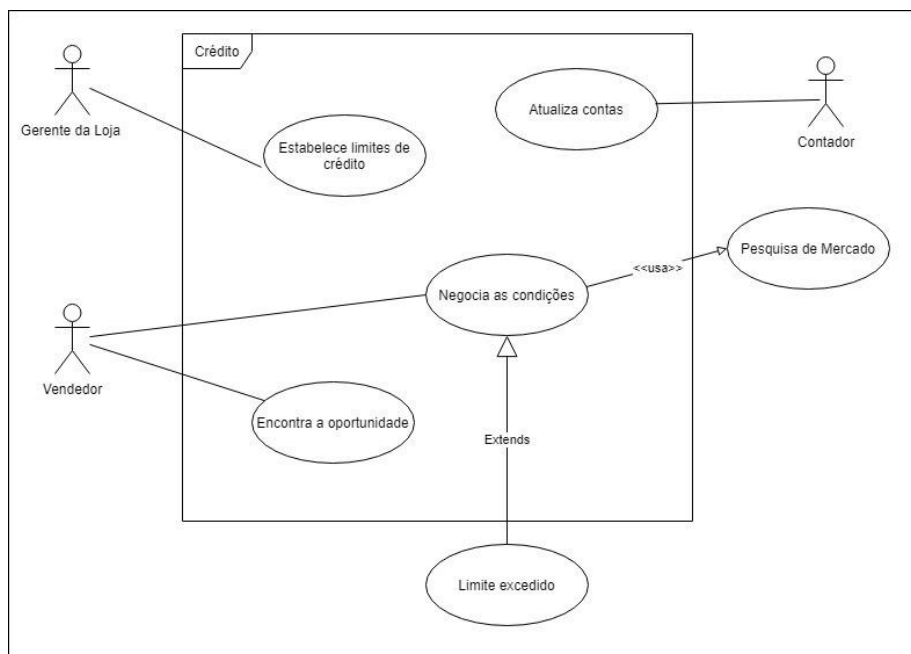 Crédito
Gerente da Loja
Estabelece limites de
crédito
Atualiza contas
Contador
Pesquisa de Mercado
<<usa>>
Negocia as condições
Vendedor
Encontra a oportunidade
Extends
Limite excedido